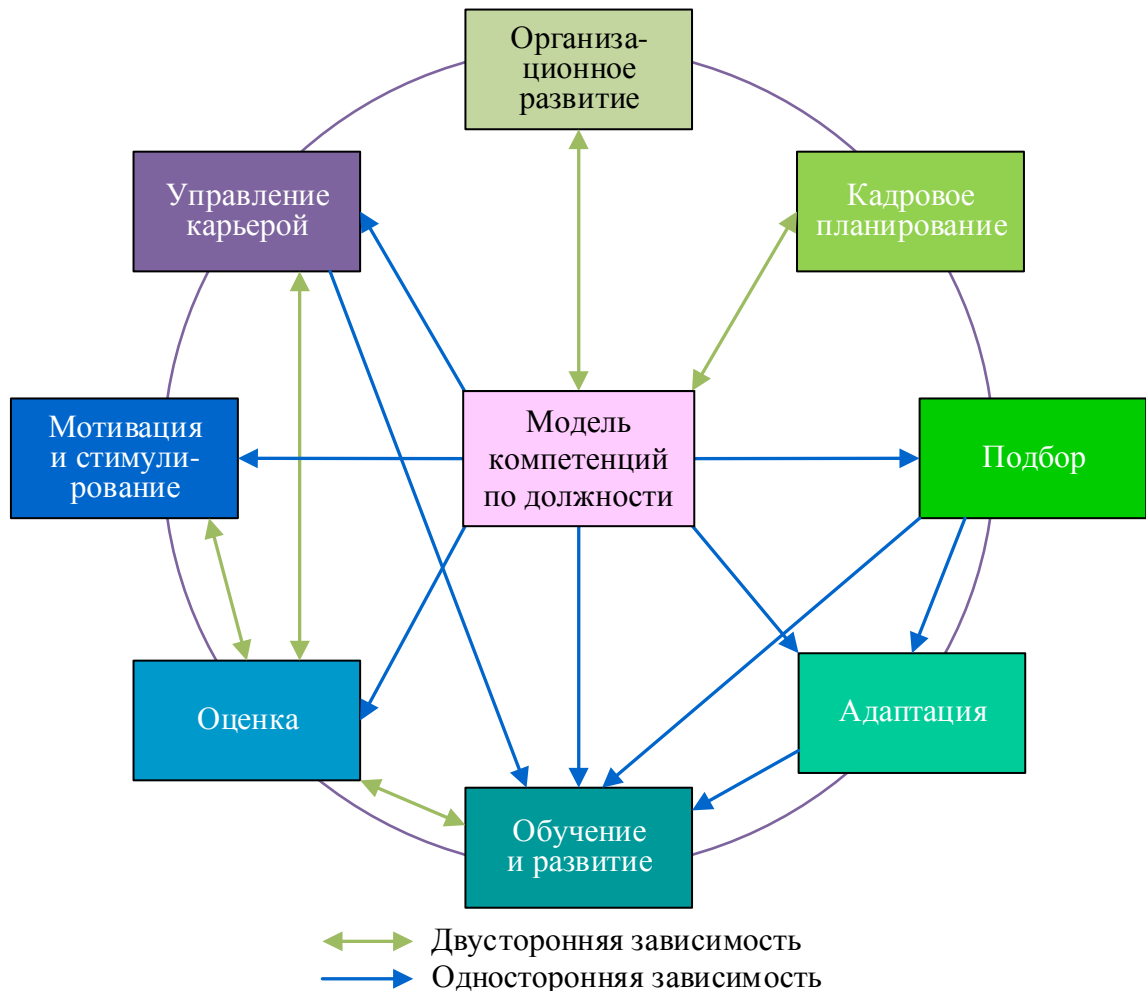 Организа-
ционное
развитие
Управление
карьерой
Кадровое
планирование
Мотивация
и стимули-
рование
Модель
компетенций
по должности
Подбор
Оценка
Адаптация
Обучение
и развитие
Двусторонняя зависимость
Односторонняя зависимость